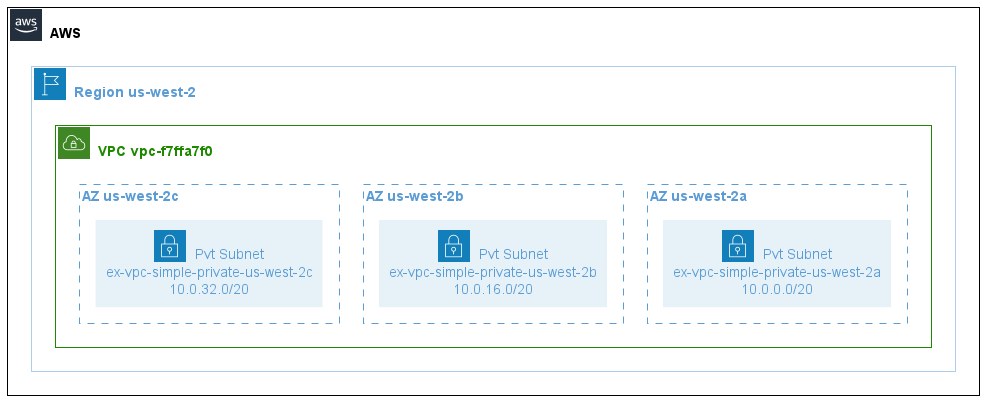 aws
AWS
Region us-west-2
VPC vpc-f7ffa7f0
AZ us-west-2c
Pvt Subnet
ex-vpc-simple-private-us-west-2c
10.0.32.0/20
AZ us-west-2b
Pvt Subnet
ex-vpc-simple-private-us-west-2b
10.0.16.0/20
AZ us-west-2a
Pvt Subnet
ex-vpc-simple-private-us-west-2a
10.0.0.0/20